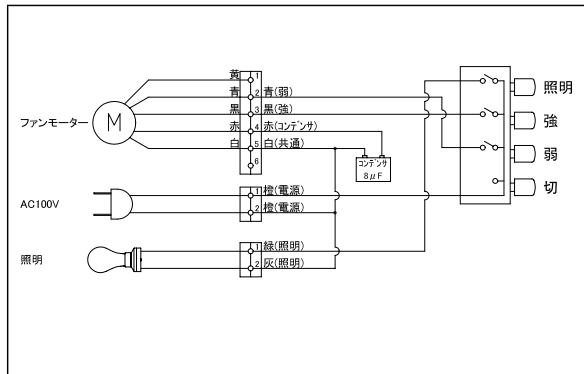 黄 1
青 2 青(弱)
黒 3 黒(強)
赤 4 赤(コンデンサ)
白 5 白(共通)
6
ファンモーター
M
コンデンサ
8μF
照明
強
弱
切
AC100V
1 橙(電源)
2 橙(電源)
照明
1 緑(照明)
2 灰(照明)